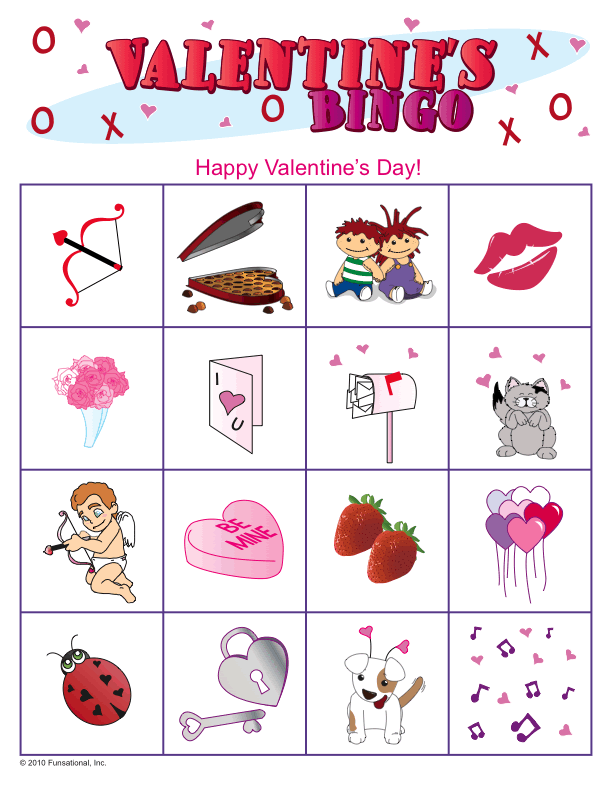 O X
VALENTINE'S
O X O BINGO X O
Happy Valentine's Day!
I
U
BE
MINE
© 2010 Funsational, Inc.